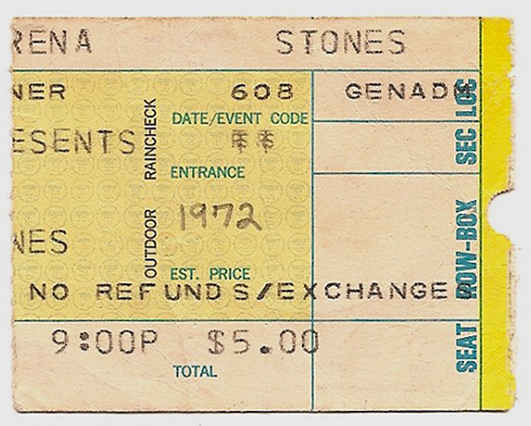 RENA STONES
NER 608 GENADM
DATE/EVENT CODE
ESENTS
RAINCHECK
ENTRANCE
1972
OUTDOOR
NES
EST. PRICE
NO REFUNDS/EXCHANGES
9:00P $5.00
TOTAL
SEC LOC
ROW-BOX
SEAT